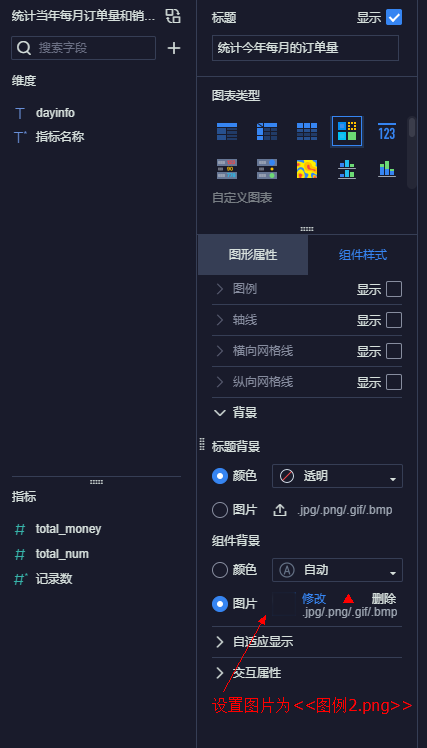 统计当年每月订单量和销...
搜索字段
维度
T dayinfo
T* 指标名称
指标
# total_money
# total_num
#* 记录数
标题 显示
统计今年每月的订单量
图表类型
123
自定义图表
图形属性 组件样式
图例 显示
轴线 显示
横向网格线 显示
纵向网格线 显示
背景
标题背景
颜色 透明
图片 .jpg/.png/.gif/.bmp
组件背景
颜色 A 自动
图片 修改 删除
.jpg/.png/.gif/.bmp
自适应显示
交互属性
设置图片为<<图例2.png>>